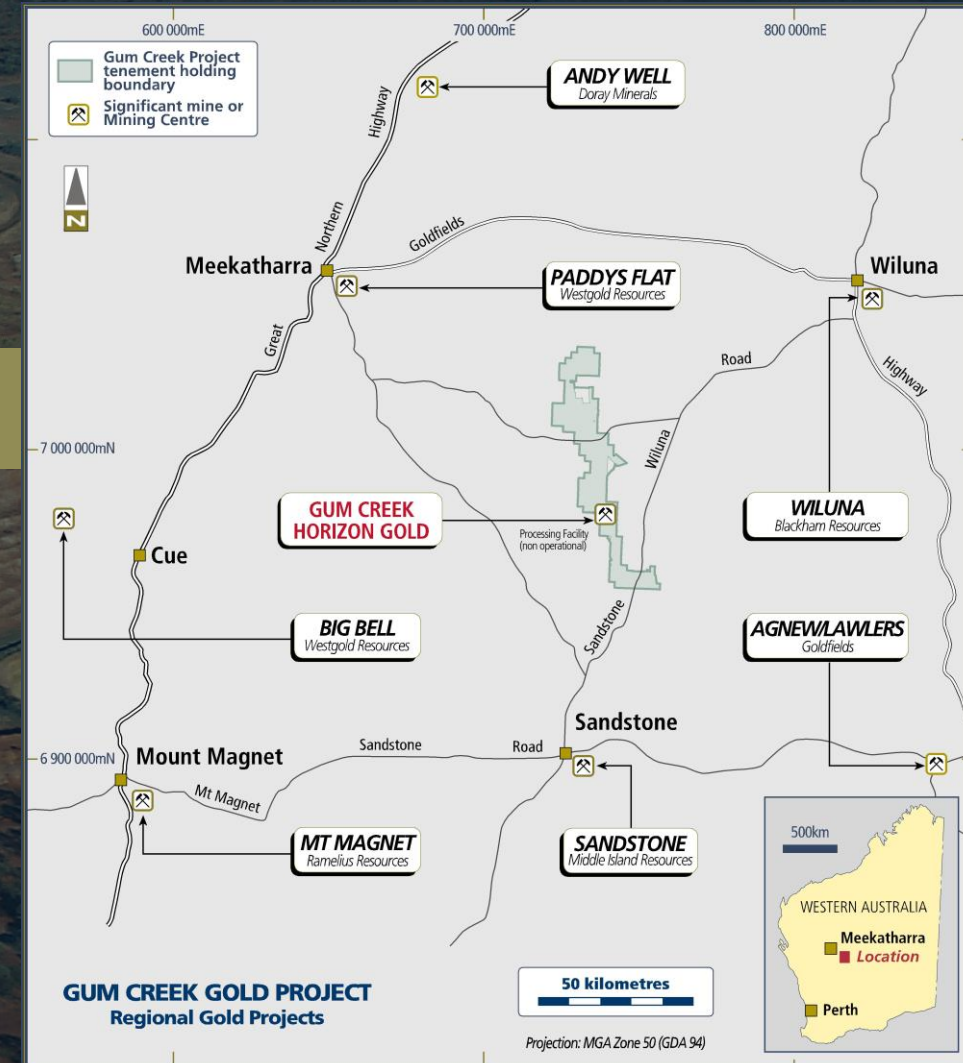 600 000mE
700 000mE
800 000mE
Gum Creek Project
tenement holding
boundary
Significant mine or
Mining Centre
N
ANDY WELL
Doray Minerals
Highway
Northern
Great
Goldfields
Meekatharra
Wiluna
PADDYS FLAT
Westgold Resources
Road
Highway
7 000 000mN
Wiluna
GUM CREEK
HORIZON GOLD
Processing Facility
(non operational)
WILUNA
Blackham Resources
Cue
BIG BELL
Westgold Resources
Sandstone
AGNEW/LAWLERS
Goldfields
Sandstone
6 900 000mN
Mount Magnet
Sandstone
Road
Mt Magnet
MT MAGNET
Ramelius Resources
SANDSTONE
Middle Island Resources
500km
WESTERN AUSTRALIA
Meekatharra
Location
Perth
GUM CREEK GOLD PROJECT
Regional Gold Projects
50 kilometres
Projection: MGA Zone 50 (GDA 94)